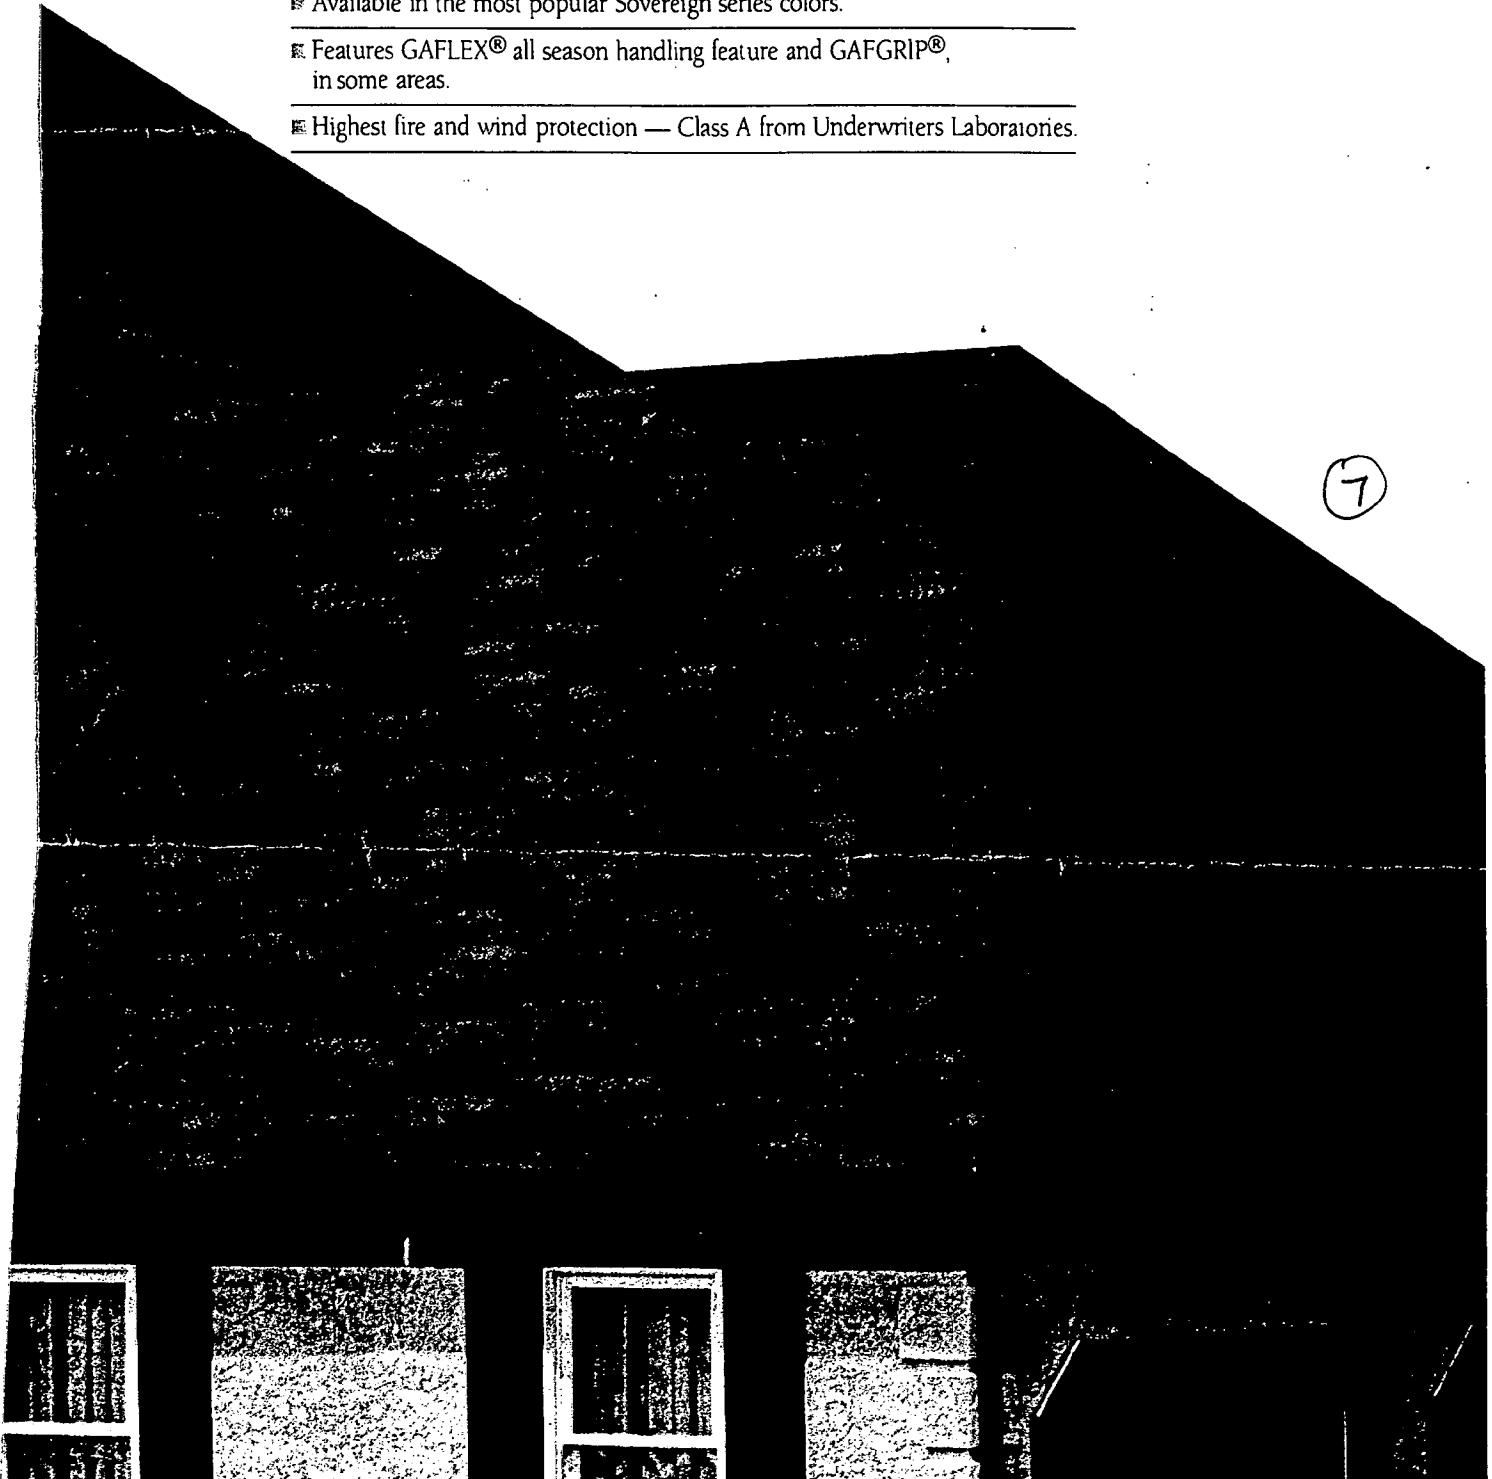 Available in the most popular Sovereign series colors.
Features GAFLEX® all season handling feature and GAFGRIP®,
in some areas.
Highest fire and wind protection — Class A from Underwriters Laboratories.
7